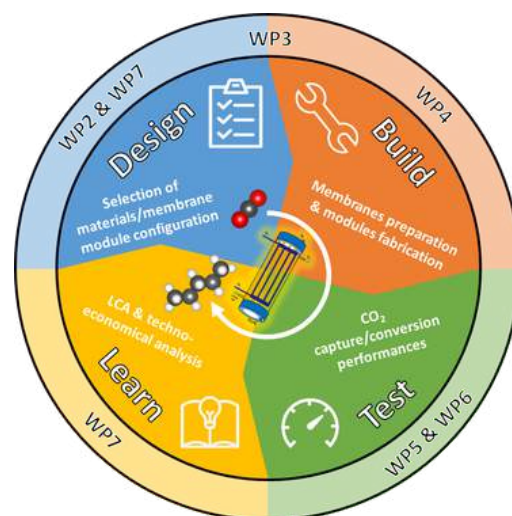 WP3
WP2 & WP7
WP4
Design
Selection of
materials/membrane
module configuration
Build
Membranes preparation
& modules fabrication
LCA & techno-
economical analysis
Learn
CO₂
capture/conversion
performances
Test
WP7
WP5 & WP6